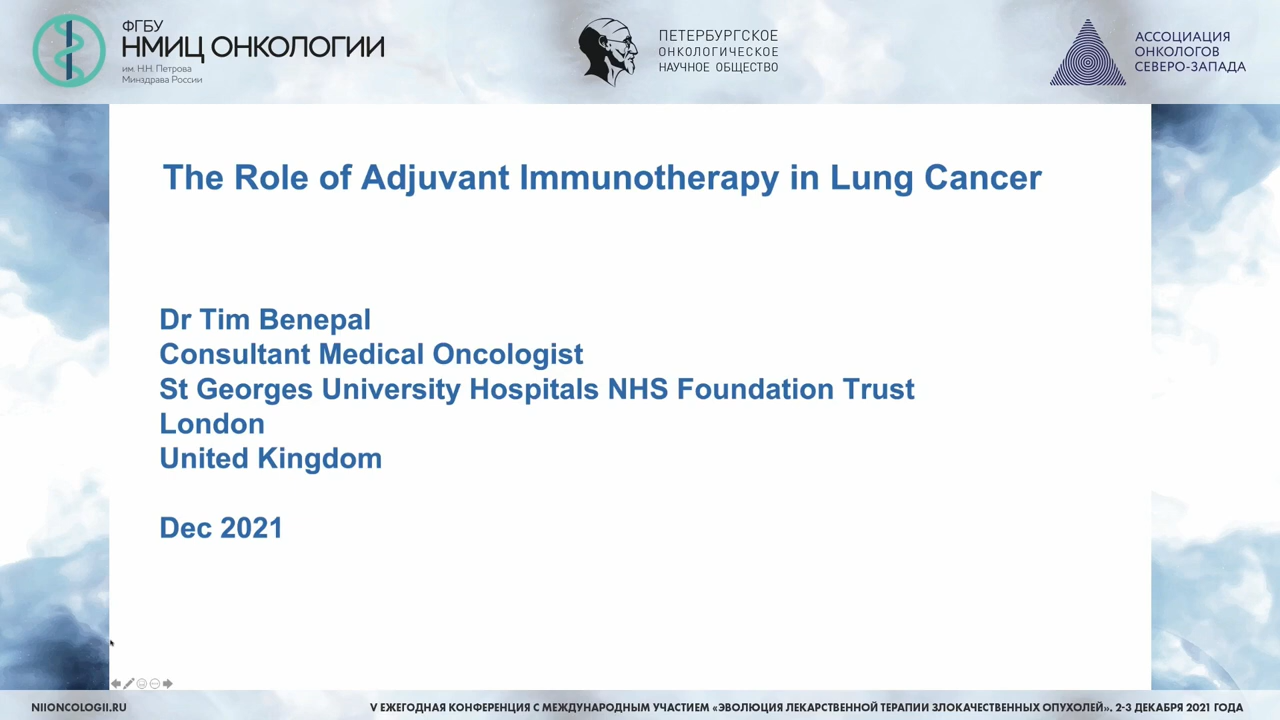 ФГБУ
НМИЦ ОНКОЛОГИИ
им. Н.Н. Петрова
Минздрава России
ПЕТЕРБУРГСКОЕ
ОНКОЛОГИЧЕСКОЕ
НАУЧНОЕ ОБЩЕСТВО
АССОЦИАЦИЯ
ОНКОЛОГОВ
СЕВЕРО-ЗАПАДА
The Role of Adjuvant Immunotherapy in Lung Cancer
Dr Tim Benepal
Consultant Medical Oncologist
St Georges University Hospitals NHS Foundation Trust
London
United Kingdom
Dec 2021
NIIONCOLOGII.RU
V ЕЖЕГОДНАЯ КОНФЕРЕНЦИЯ С МЕЖДУНАРОДНЫМ УЧАСТИЕМ «ЭВОЛЮЦИЯ ЛЕКАРСТВЕННОЙ ТЕРАПИИ ЗЛОКАЧЕСТВЕННЫХ ОПУХОЛЕЙ». 2-3 ДЕКАБРЯ 2021 ГОДА